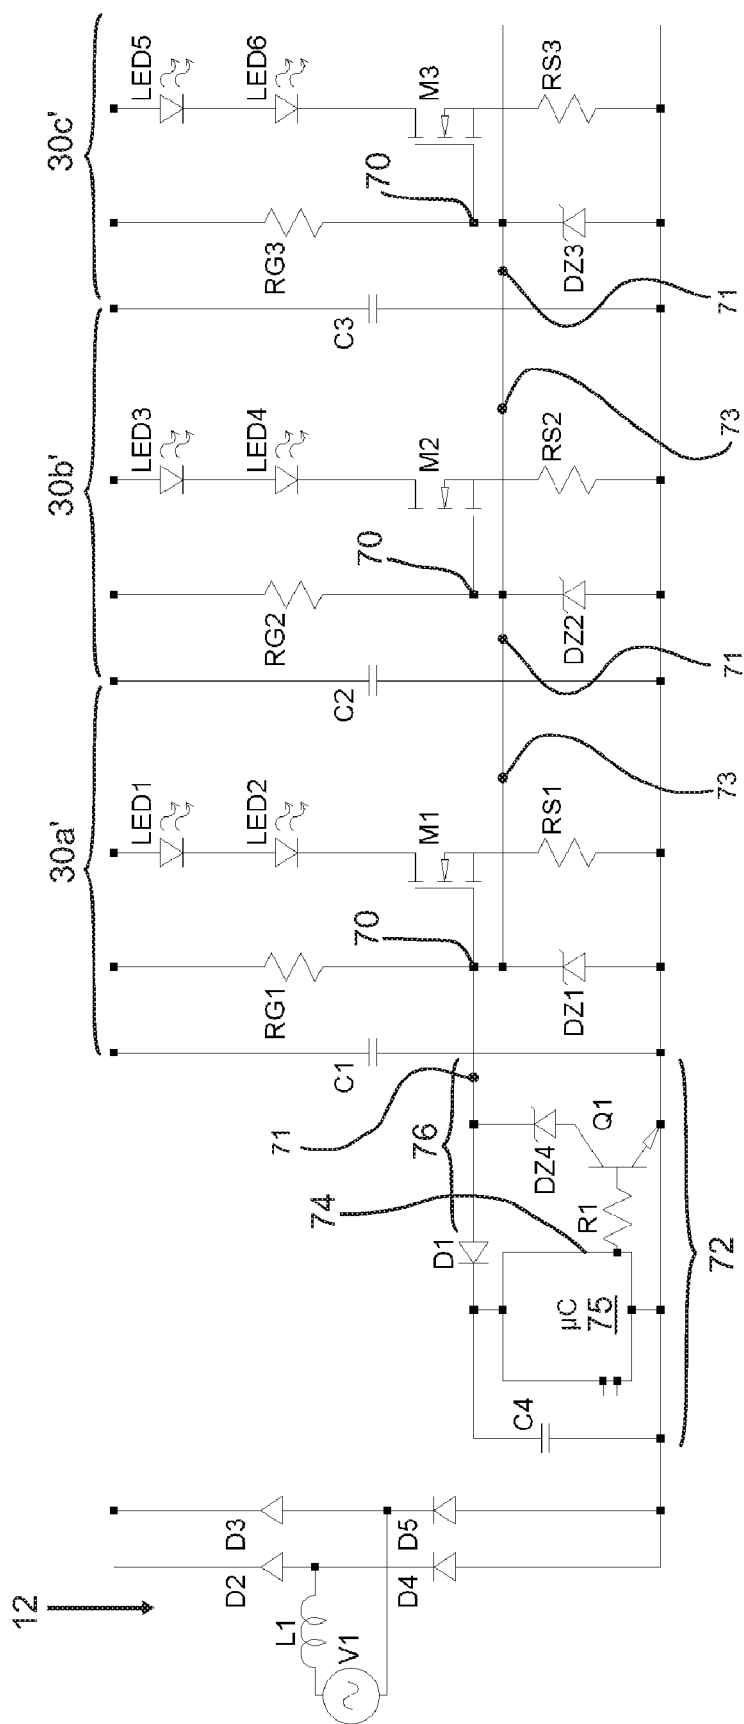 12
30a'
30b'
30c'
LED1
LED2
LED3
LED4
LED5
LED6
D2
D3
L1
V1
D4
D5
C4
µC
75
74
D1
76
71
R1
DZ4
Q1
72
C1
RG1
70
M1
DZ1
RS1
73
C2
RG2
70
M2
71
DZ2
RS2
73
C3
RG3
70
M3
71
DZ3
RS3